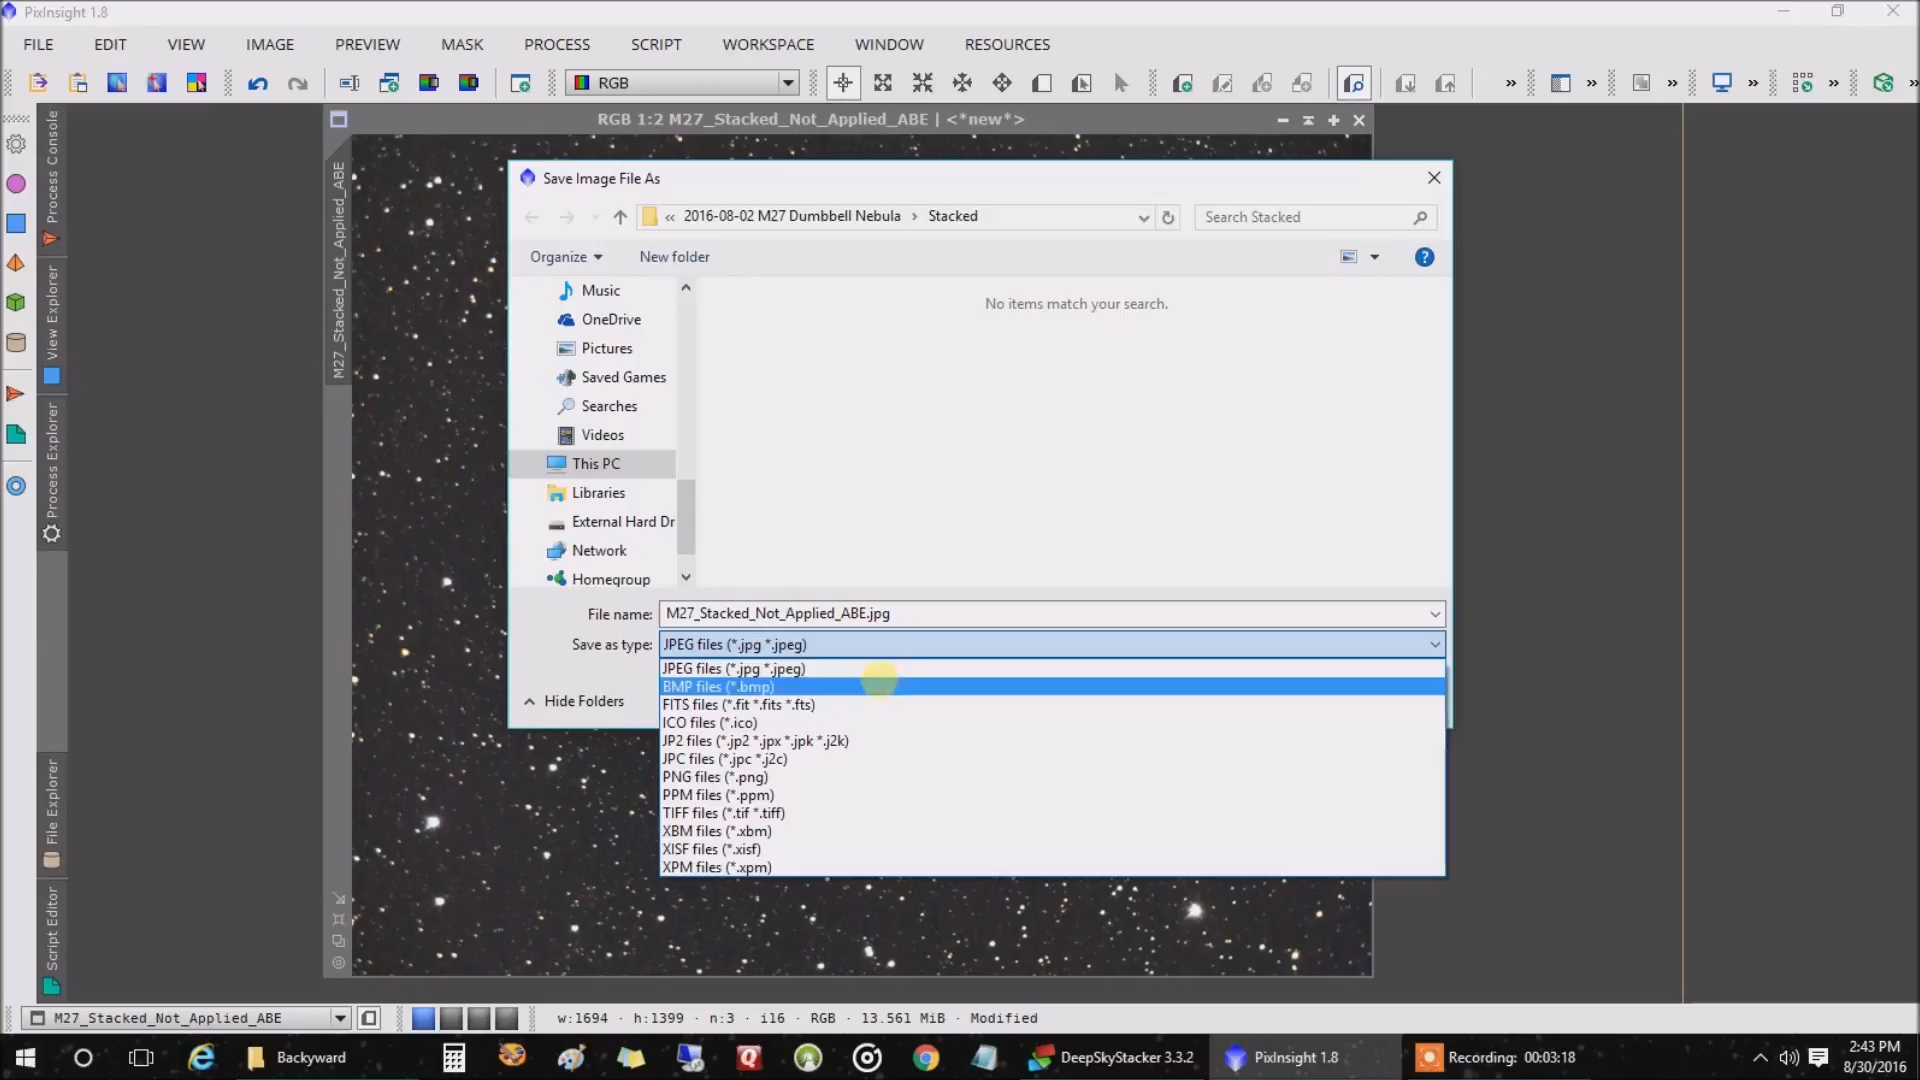 PixInsight 1.8
FILE EDIT VIEW IMAGE PREVIEW MASK PROCESS SCRIPT WORKSPACE WINDOW RESOURCES
RGB
RGB 1:2 M27_Stacked_Not_Applied_ABE | <*new*>
M27_Stacked_Not_Applied_ABE
Process Console
View Explorer
Process Explorer
File Explorer
Script Editor
Save Image File As
« 2016-08-02 M27 Dumbbell Nebula › Stacked
Search Stacked
Organize
New folder
Music
OneDrive
Pictures
Saved Games
Searches
Videos
This PC
Libraries
External Hard Dr
Network
Homegroup
No items match your search.
File name: M27_Stacked_Not_Applied_ABE.jpg
Save as type: JPEG files (*.jpg *.jpeg)
JPEG files (*.jpg *.jpeg)
BMP files (*.bmp)
FITS files (*.fit *.fits *.fts)
ICO files (*.ico)
JP2 files (*.jp2 *.jpx *.jpk *.j2k)
JPC files (*.jpc *.j2c)
PNG files (*.png)
PPM files (*.ppm)
TIFF files (*.tif *.tiff)
XBM files (*.xbm)
XISF files (*.xisf)
XPM files (*.xpm)
Hide Folders
M27_Stacked_Not_Applied_ABE
w:1694 · h:1399 · n:3 · i16 · RGB · 13.561 MiB · Modified
Backyward
DeepSkyStacker 3.3.2
PixInsight 1.8
Recording: 00:03:18
2:43 PM
8/30/2016